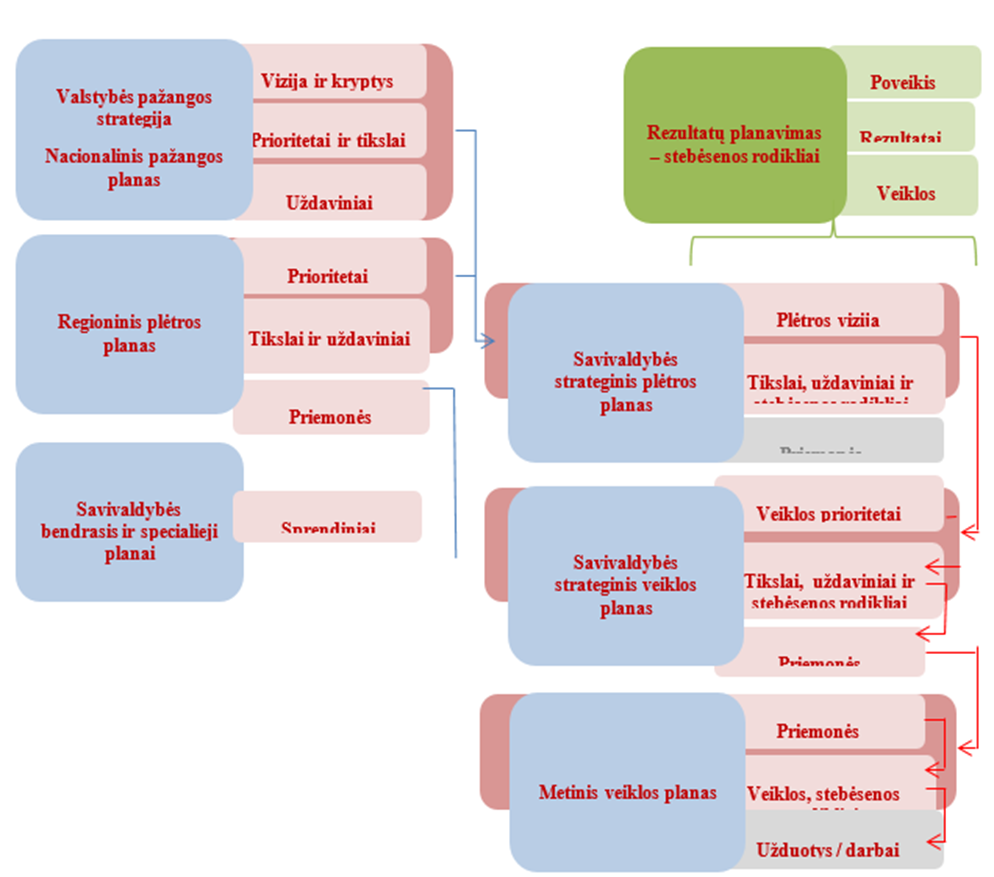 Valstybės pažangos
strategija
Nacionalinis pažangos
planas
Vizija ir kryptys
Prioritetai ir tikslai
Uždaviniai
Regioninis plėtros
planas
Prioritetai
Tikslai ir uždaviniai
Priemonės
Savivaldybės
bendrasis ir specialieji
planai
Sprendiniai
Rezultatų planavimas
– stebėsenos rodikliai
Poveikis
Rezultatai
Veiklos
Savivaldybės
strateginis plėtros
planas
Plėtros vizija
Tikslai, uždaviniai ir
stebėsenos rodikliai
Priemonės
Savivaldybės
strateginis veiklos
planas
Veiklos prioritetai
Tikslai, uždaviniai ir
stebėsenos rodikliai
Priemonės
Metinis veiklos planas
Priemonės
Veiklos, stebėsenos
Užduotys / darbai